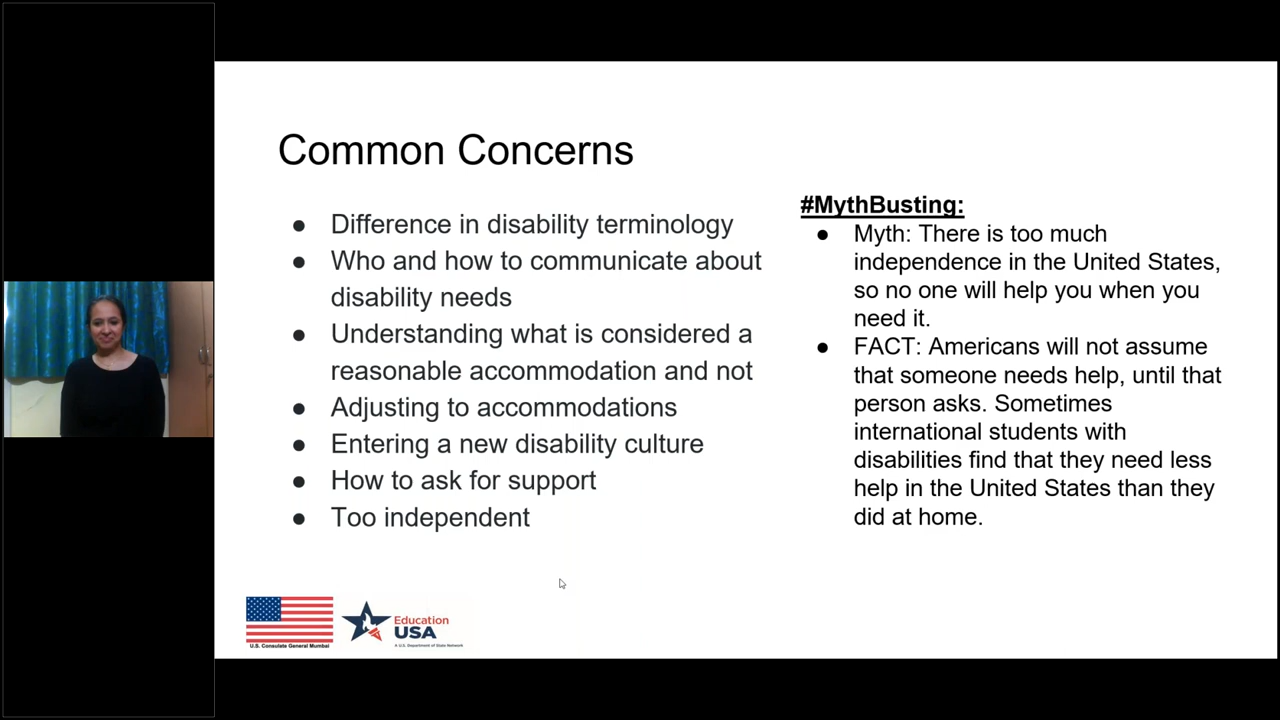 Common Concerns
● Difference in disability terminology
● Who and how to communicate about
disability needs
● Understanding what is considered a
reasonable accommodation and not
● Adjusting to accommodations
● Entering a new disability culture
● How to ask for support
● Too independent
#MythBusting:
● Myth: There is too much
independence in the United States,
so no one will help you when you
need it.
● FACT: Americans will not assume
that someone needs help, until that
person asks. Sometimes
international students with
disabilities find that they need less
help in the United States than they
did at home.
U.S. Consulate General Mumbai
Education
USA
A U.S. Department of State Network